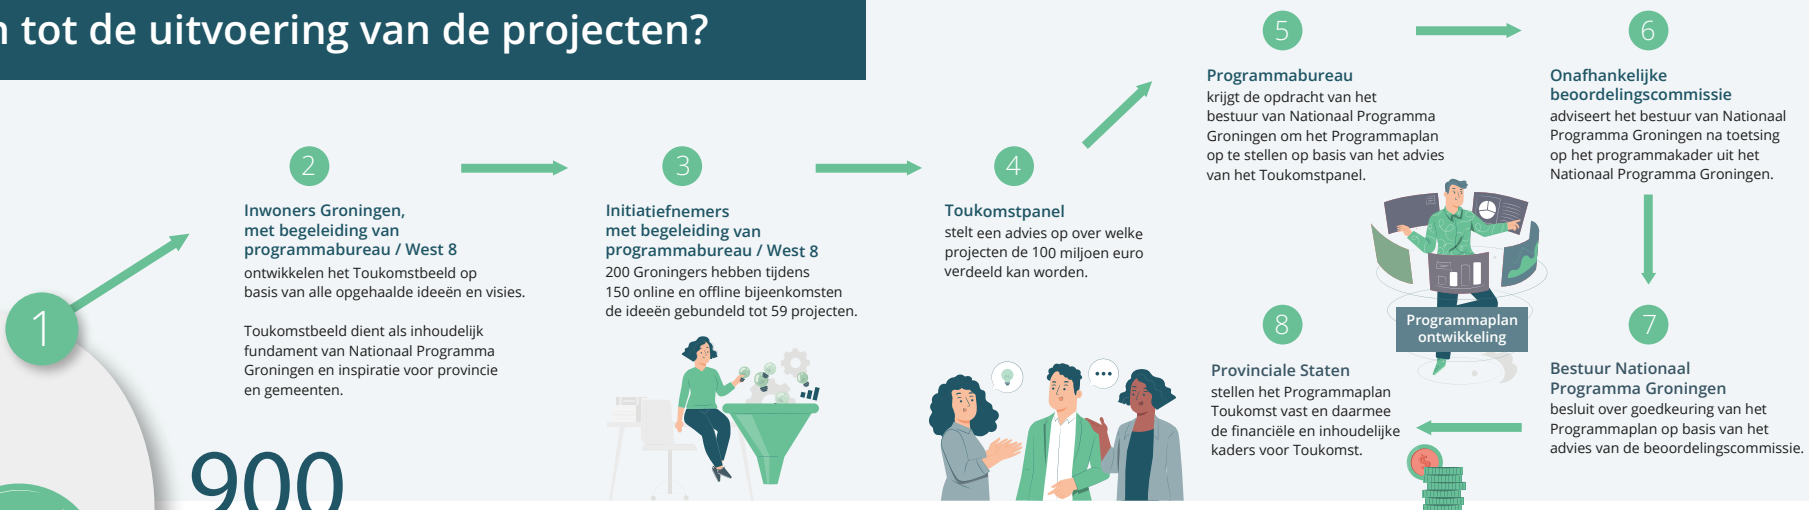 n tot de uitvoering van de projecten?
1
2
Inwoners Groningen,
met begeleiding van
programmabureau / West 8
ontwikkelen het Toukomstbeeld op
basis van alle opgehaalde ideeën en visies.
Toukomstbeeld dient als inhoudelijk
fundament van Nationaal Programma
Groningen en inspiratie voor provincie
en gemeenten.
900
3
Initiatiefnemers
met begeleiding van
programmabureau / West 8
200 Groningers hebben tijdens
150 online en offline bijeenkomsten
de ideeën gebundeld tot 59 projecten.
4
Toukomstpanel
stelt een advies op over welke
projecten de 100 miljoen euro
verdeeld kan worden.
5
Programmabureau
krijgt de opdracht van het
bestuur van Nationaal Programma
Groningen om het Programmaplan
op te stellen op basis van het advies
van het Toukomstpanel.
6
Onafhankelijke
beoordelingscommissie
adviseert het bestuur van Nationaal
Programma Groningen na toetsing
op het programmakader uit het
Nationaal Programma Groningen.
Programmaplan
ontwikkeling
7
Bestuur Nationaal
Programma Groningen
besluit over goedkeuring van het
Programmaplan op basis van het
advies van de beoordelingscommissie.
8
Provinciale Staten
stellen het Programmaplan
Toukomst vast en daarmee
de financiële en inhoudelijke
kaders voor Toukomst.
$